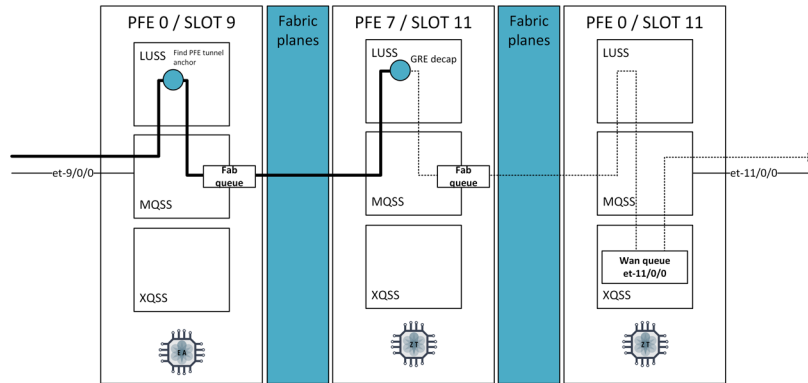 PFE 0 / SLOT 9
Fabric
planes
PFE 7 / SLOT 11
Fabric
planes
PFE 0 / SLOT 11
LUSS
Find PFE tunnel
anchor
LUSS
GRE decap
LUSS
et-9/0/0
Fab
queue
MQSS
Fab
queue
MQSS
et-11/0/0
MQSS
XQSS
XQSS
Wan queue
et-11/0/0
XQSS
EA
ZT
ZT